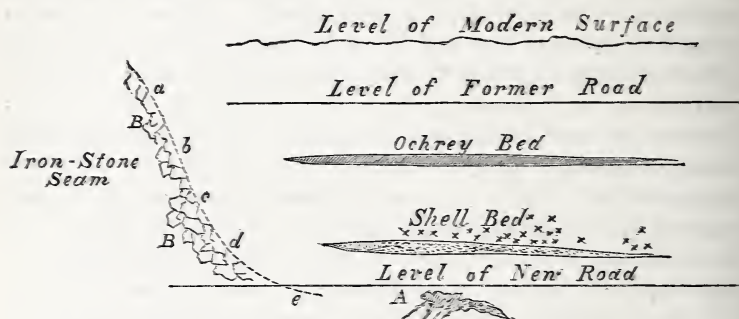 Level of Modern Surface
Level of Former Road
a
B
Ochrey Bed
b
Iron-Stone
Seam
c
Shell Bed
B
d
Level of New Road
e
A